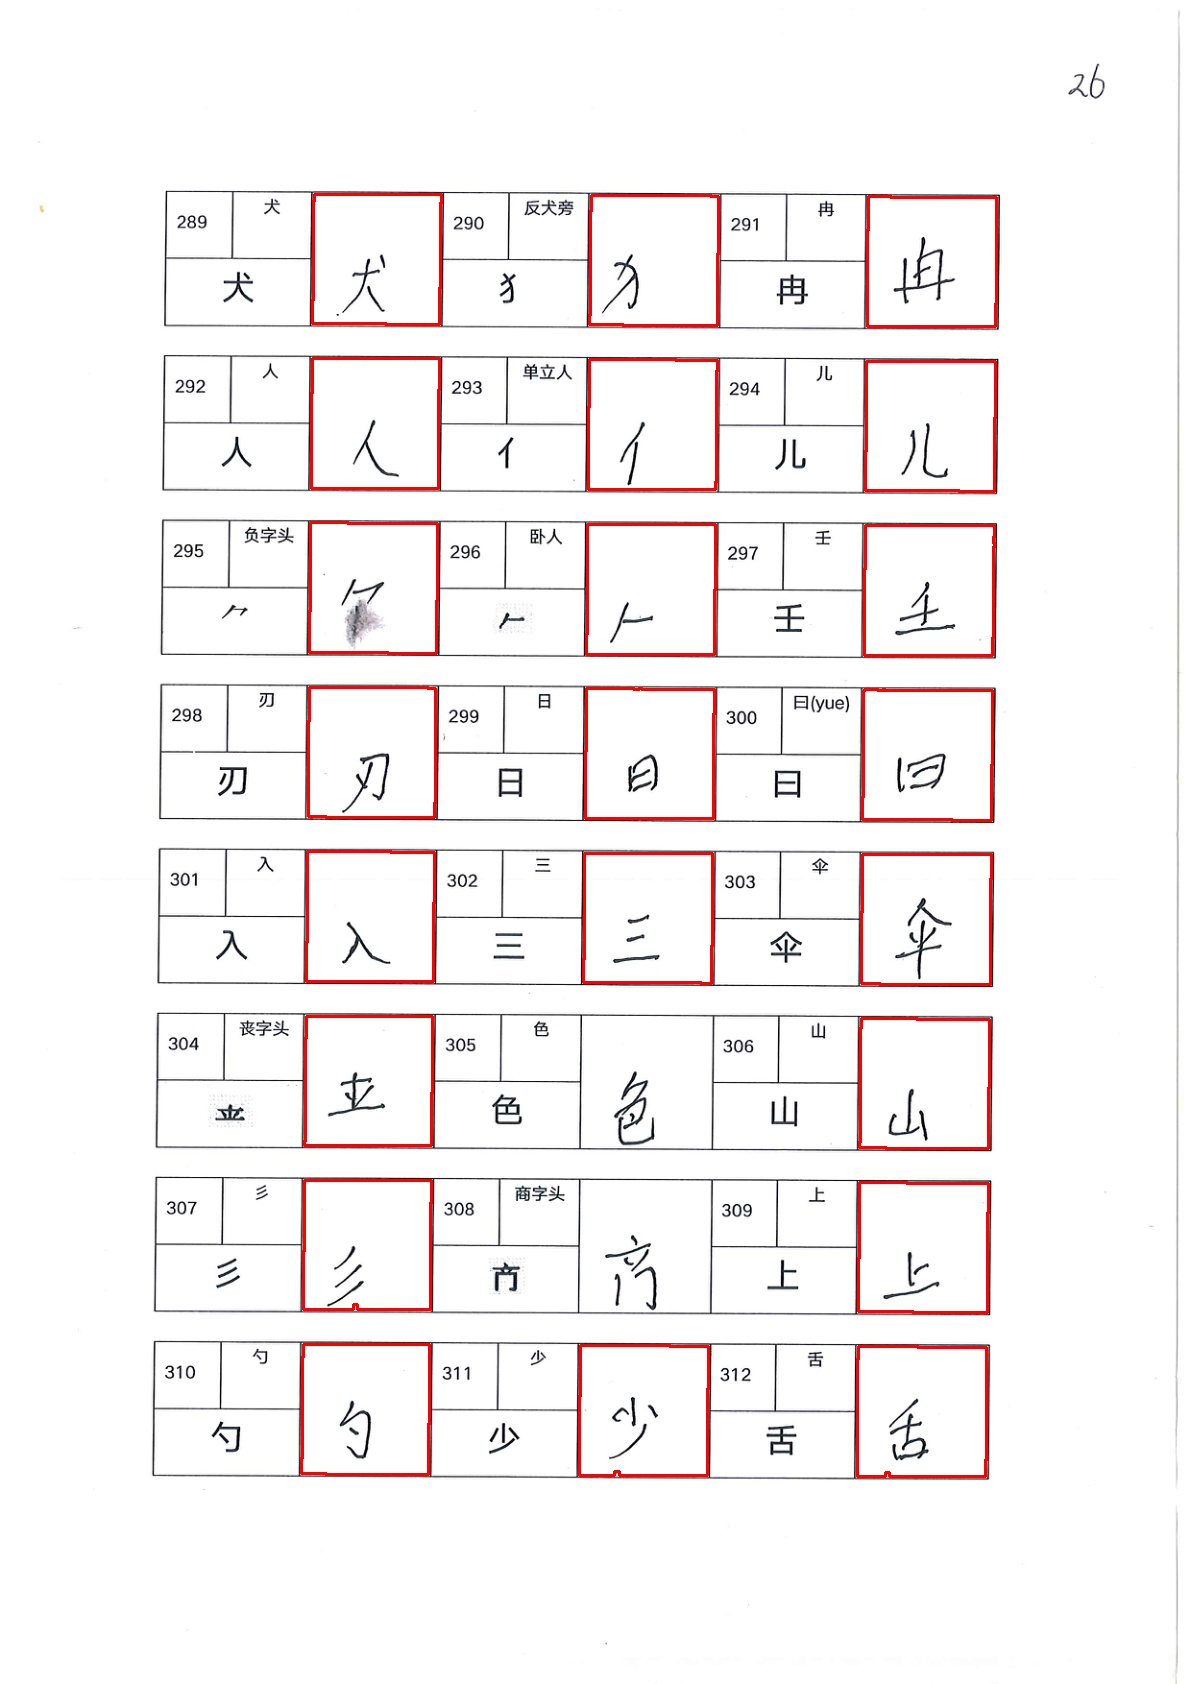 26
289 犬 290 反犬旁 291 冉
犬 犬 犭 犭 冉 冉
292 人 293 单立人 294 儿
人 人 亻 亻 儿 儿
295 负字头 296 卧人 297 壬
⺈ ⺈ 𠂉 𠂉 壬 壬
298 刃 299 日 300 曰(yue)
刃 刃 日 日 曰 曰
301 入 302 三 303 伞
入 入 三 三 伞 伞
304 丧字头 305 色 306 山
色 色 山 山
307 彡 308 商字头 309 上
彡 彡 上 上
310 勺 311 少 312 舌
勺 勺 少 少 舌 舌